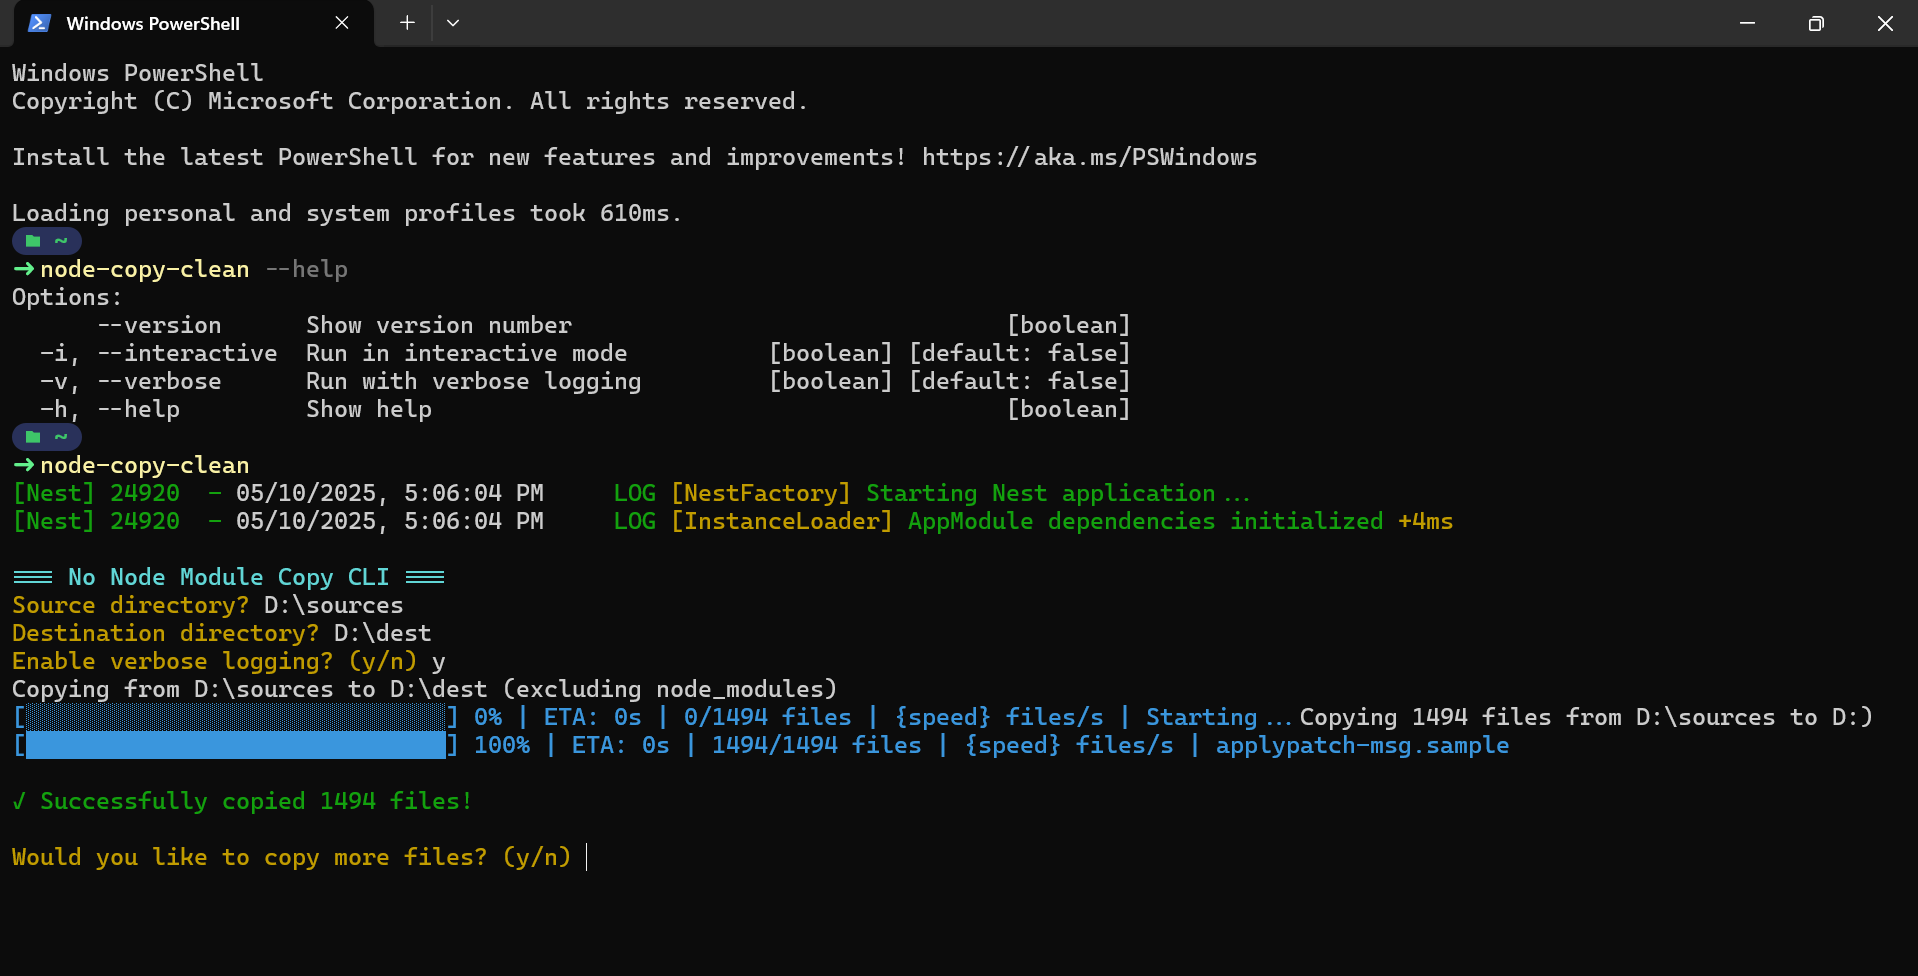 Windows PowerShell
Windows PowerShell
Copyright (C) Microsoft Corporation. All rights reserved.
Install the latest PowerShell for new features and improvements! https://aka.ms/PSWindows
Loading personal and system profiles took 610ms.
~
➜ node-copy-clean --help
Options:
      --version      Show version number                               [boolean]
  -i, --interactive  Run in interactive mode          [boolean] [default: false]
  -v, --verbose      Run with verbose logging         [boolean] [default: false]
  -h, --help         Show help                                         [boolean]
~
➜ node-copy-clean
[Nest] 24920  - 05/10/2025, 5:06:04 PM     LOG [NestFactory] Starting Nest application...
[Nest] 24920  - 05/10/2025, 5:06:04 PM     LOG [InstanceLoader] AppModule dependencies initialized +4ms
=== No Node Module Copy CLI ===
Source directory? D:\sources
Destination directory? D:\dest
Enable verbose logging? (y/n) y
Copying from D:\sources to D:\dest (excluding node_modules)
[░░░░░░░░░░░░░░░░░░░░░░░░░░░░░░] 0% | ETA: 0s | 0/1494 files | {speed} files/s | Starting...Copying 1494 files from D:\sources to D:)
[██████████████████████████████] 100% | ETA: 0s | 1494/1494 files | {speed} files/s | applypatch-msg.sample
√ Successfully copied 1494 files!
Would you like to copy more files? (y/n)